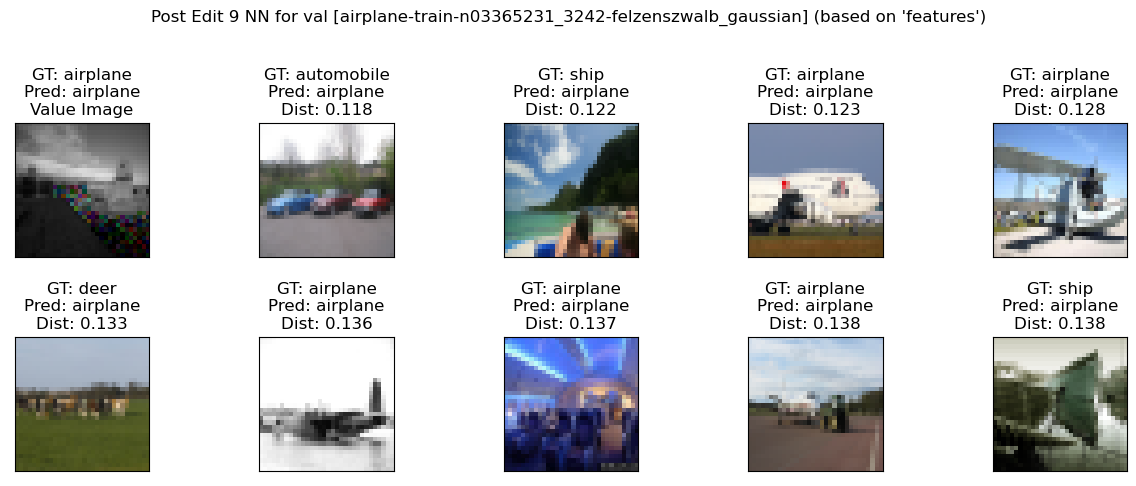 Post Edit 9 NN for val [airplane-train-n03365231_3242-felzenszwalb_gaussian] (based on 'features')
GT: airplane
Pred: airplane
Value Image
GT: automobile
Pred: airplane
Dist: 0.118
GT: ship
Pred: airplane
Dist: 0.122
GT: airplane
Pred: airplane
Dist: 0.123
GT: airplane
Pred: airplane
Dist: 0.128
GT: deer
Pred: airplane
Dist: 0.133
GT: airplane
Pred: airplane
Dist: 0.136
GT: airplane
Pred: airplane
Dist: 0.137
GT: airplane
Pred: airplane
Dist: 0.138
GT: ship
Pred: airplane
Dist: 0.138